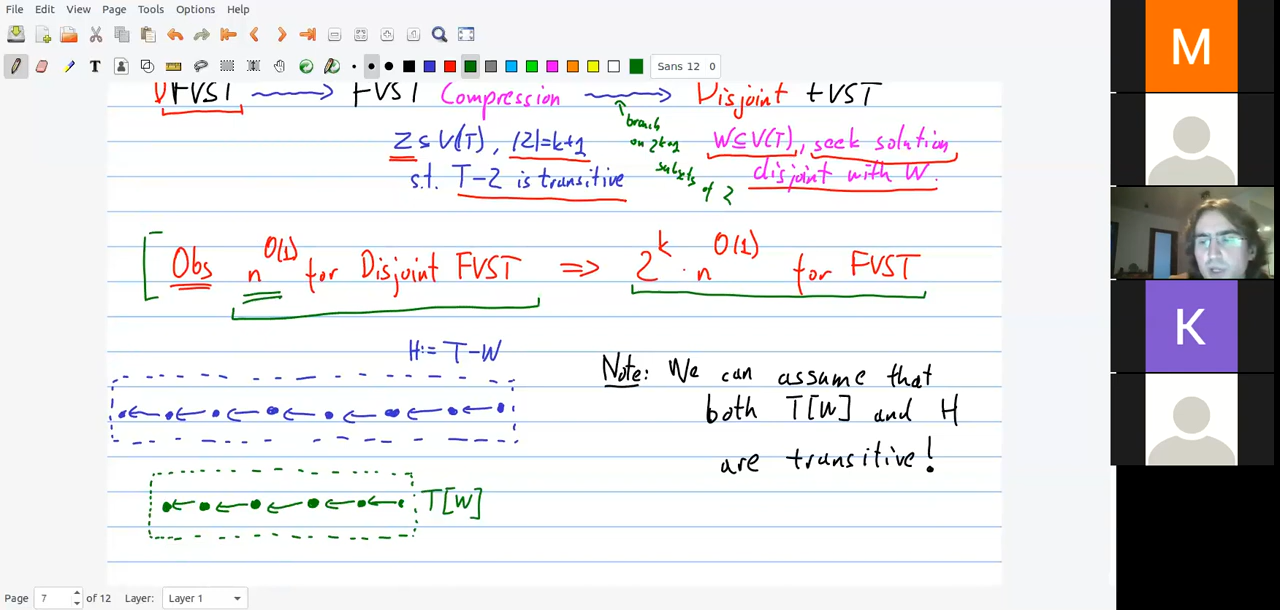 File Edit View Page Tools Options Help
Sans 12 0
DFVST → FVST Compression → Disjoint FVST
branch on 2^{k+1} subsets of Z
Z ⊆ V(T), |Z|=k+1
s.t. T-Z is transitive
W⊆V(T), seek solution
disjoint with W.
Obs n^{O(1)} for Disjoint FVST ⇒ 2^k · n^{O(1)} for FVST
H:= T-W
Note: We can assume that
both T[W] and H
are transitive!
T[W]
Page 7 of 12 Layer: Layer 1
M
K